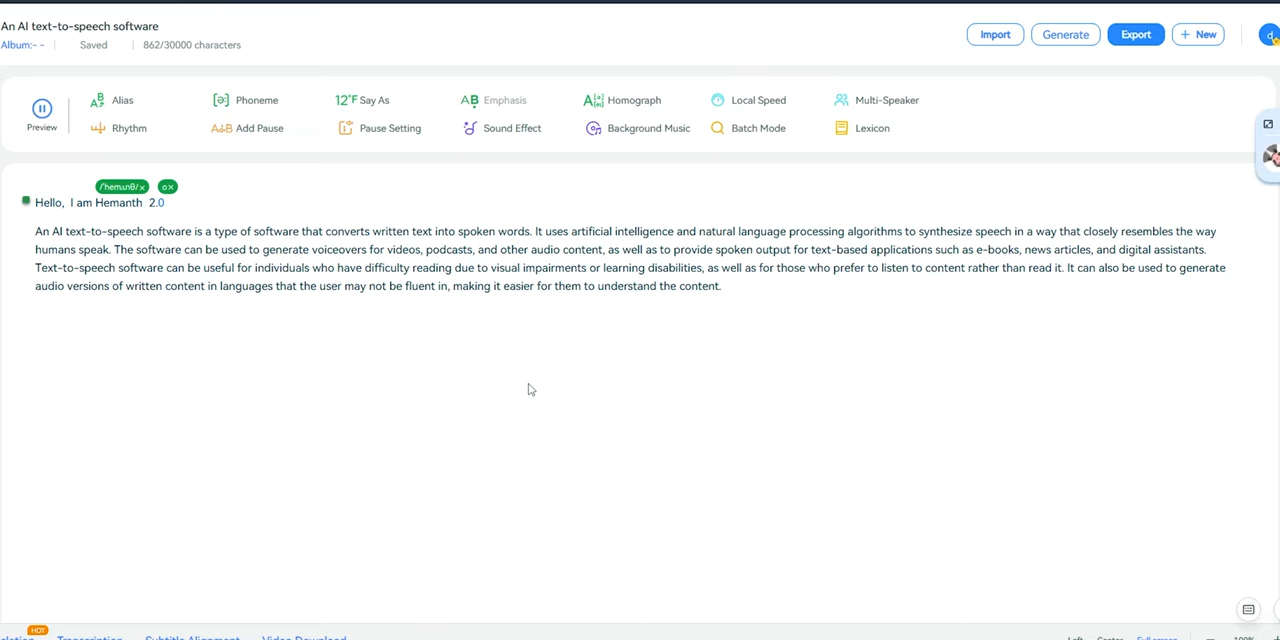 An AI text-to-speech software
Album:- - Saved 862/30000 characters
Import Generate Export + New
d
Preview
Alias Phoneme 12°F Say As AB Emphasis Homograph Local Speed Multi-Speaker
Rhythm Add Pause Pause Setting Sound Effect Background Music Batch Mode Lexicon
o×
Hello, I am Hemanth 2.0
An AI text-to-speech software is a type of software that converts written text into spoken words. It uses artificial intelligence and natural language processing algorithms to synthesize speech in a way that closely resembles the way
humans speak. The software can be used to generate voiceovers for videos, podcasts, and other audio content, as well as to provide spoken output for text-based applications such as e-books, news articles, and digital assistants.
Text-to-speech software can be useful for individuals who have difficulty reading due to visual impairments or learning disabilities, as well as for those who prefer to listen to content rather than read it. It can also be used to generate
audio versions of written content in languages that the user may not be fluent in, making it easier for them to understand the content.
HOT
Transcription Subtitle Alignment Video Download Left Center Full screen 100%